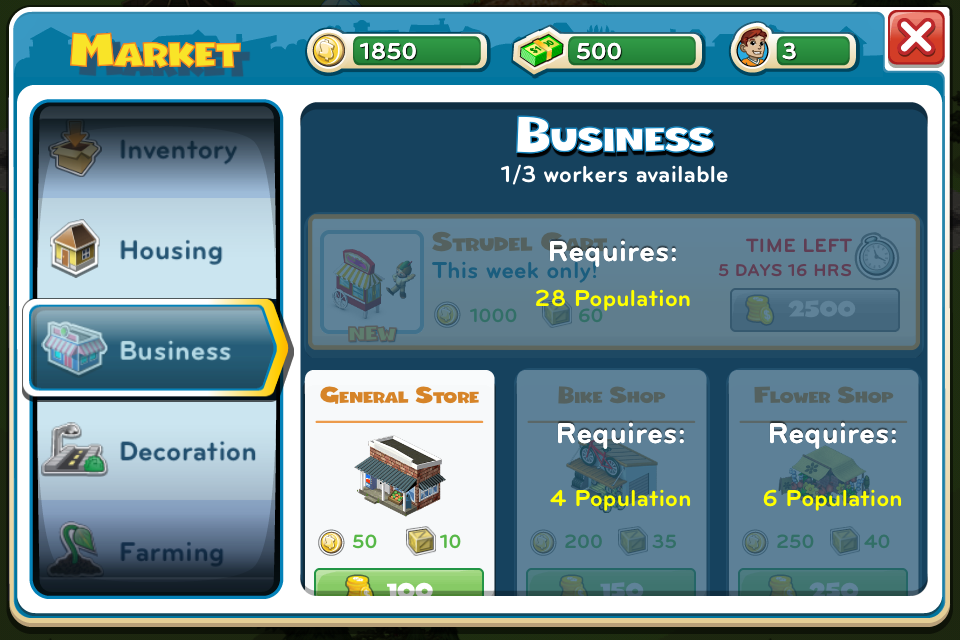 MARKET
1850
500
3
Inventory
Housing
Business
Decoration
Farming
BUSINESS
1/3 workers available
STRUDEL CART
This week only!
1000
60
NEW
Requires:
28 Population
TIME LEFT
5 DAYS 16 HRS
2500
GENERAL STORE
50
10
100
BIKE SHOP
Requires:
4 Population
200
35
150
FLOWER SHOP
Requires:
6 Population
250
40
250